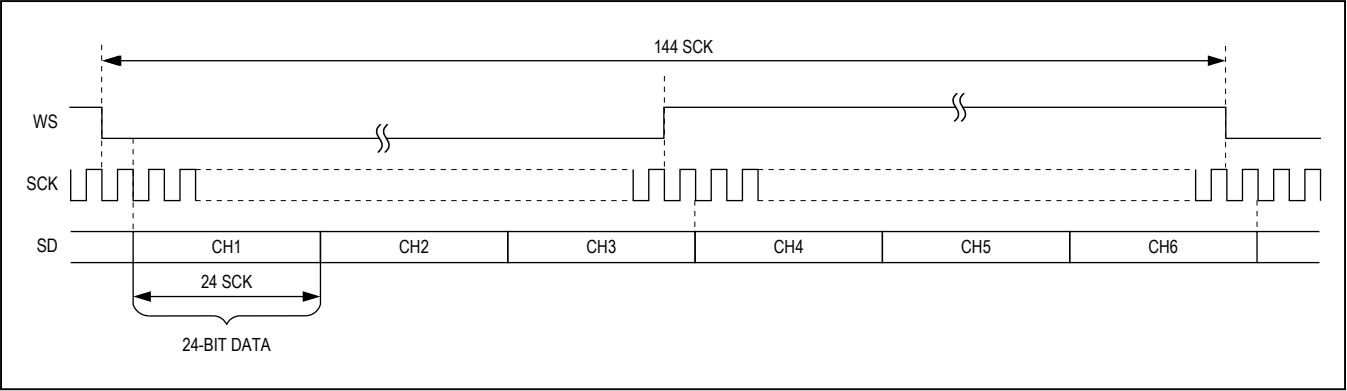 144 SCK
WS
SCK
SD CH1 CH2 CH3 CH4 CH5 CH6
24 SCK
24-BIT DATA